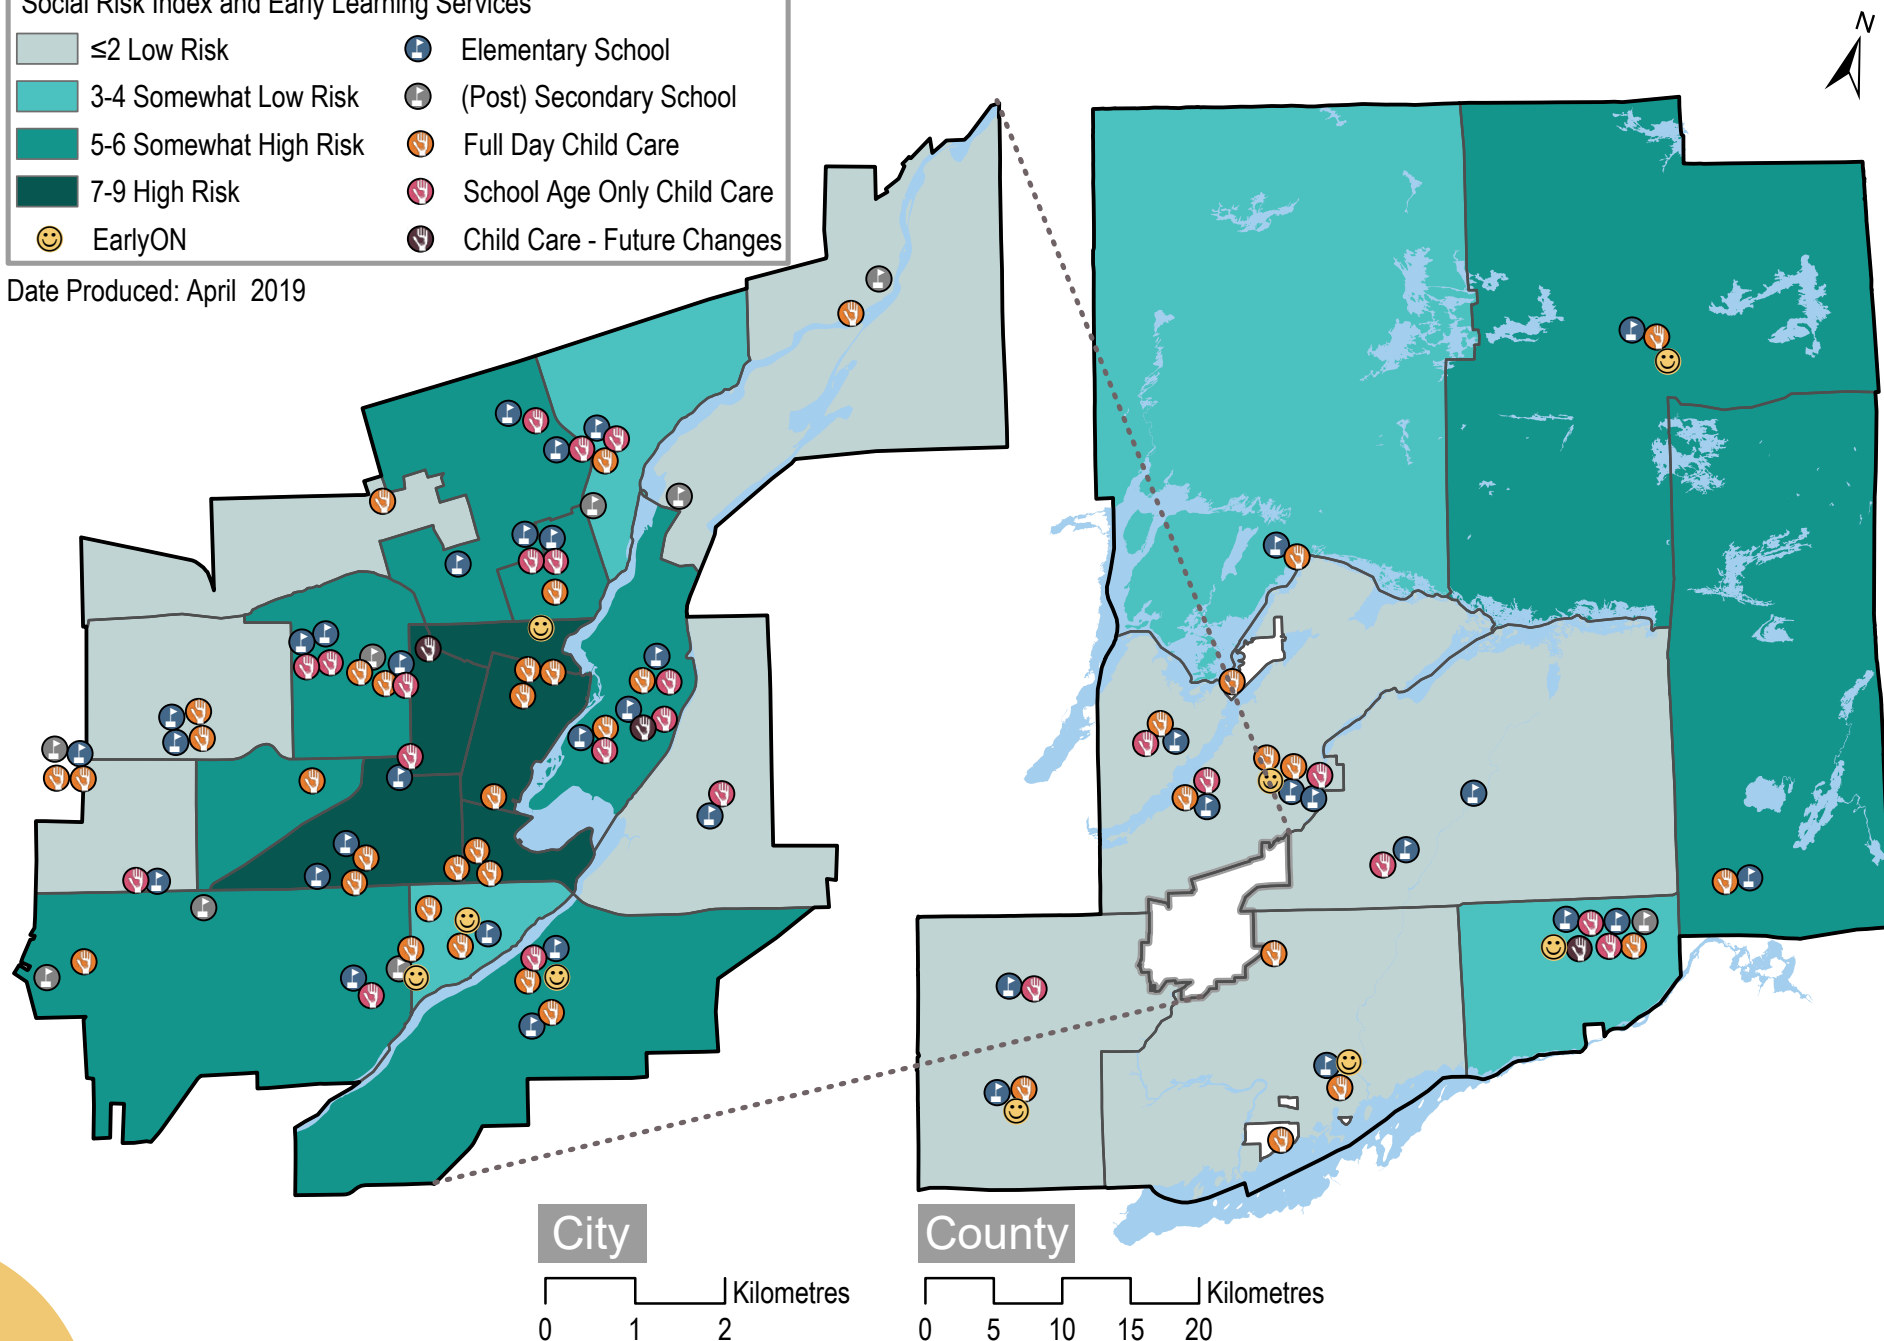 Social Risk Index and Early Learning Services
≤2 Low Risk
Elementary School
3-4 Somewhat Low Risk
(Post) Secondary School
5-6 Somewhat High Risk
Full Day Child Care
7-9 High Risk
School Age Only Child Care
EarlyON
Child Care - Future Changes
Date Produced: April 2019
N
City
County
Kilometres
0 1 2
Kilometres
0 5 10 15 20